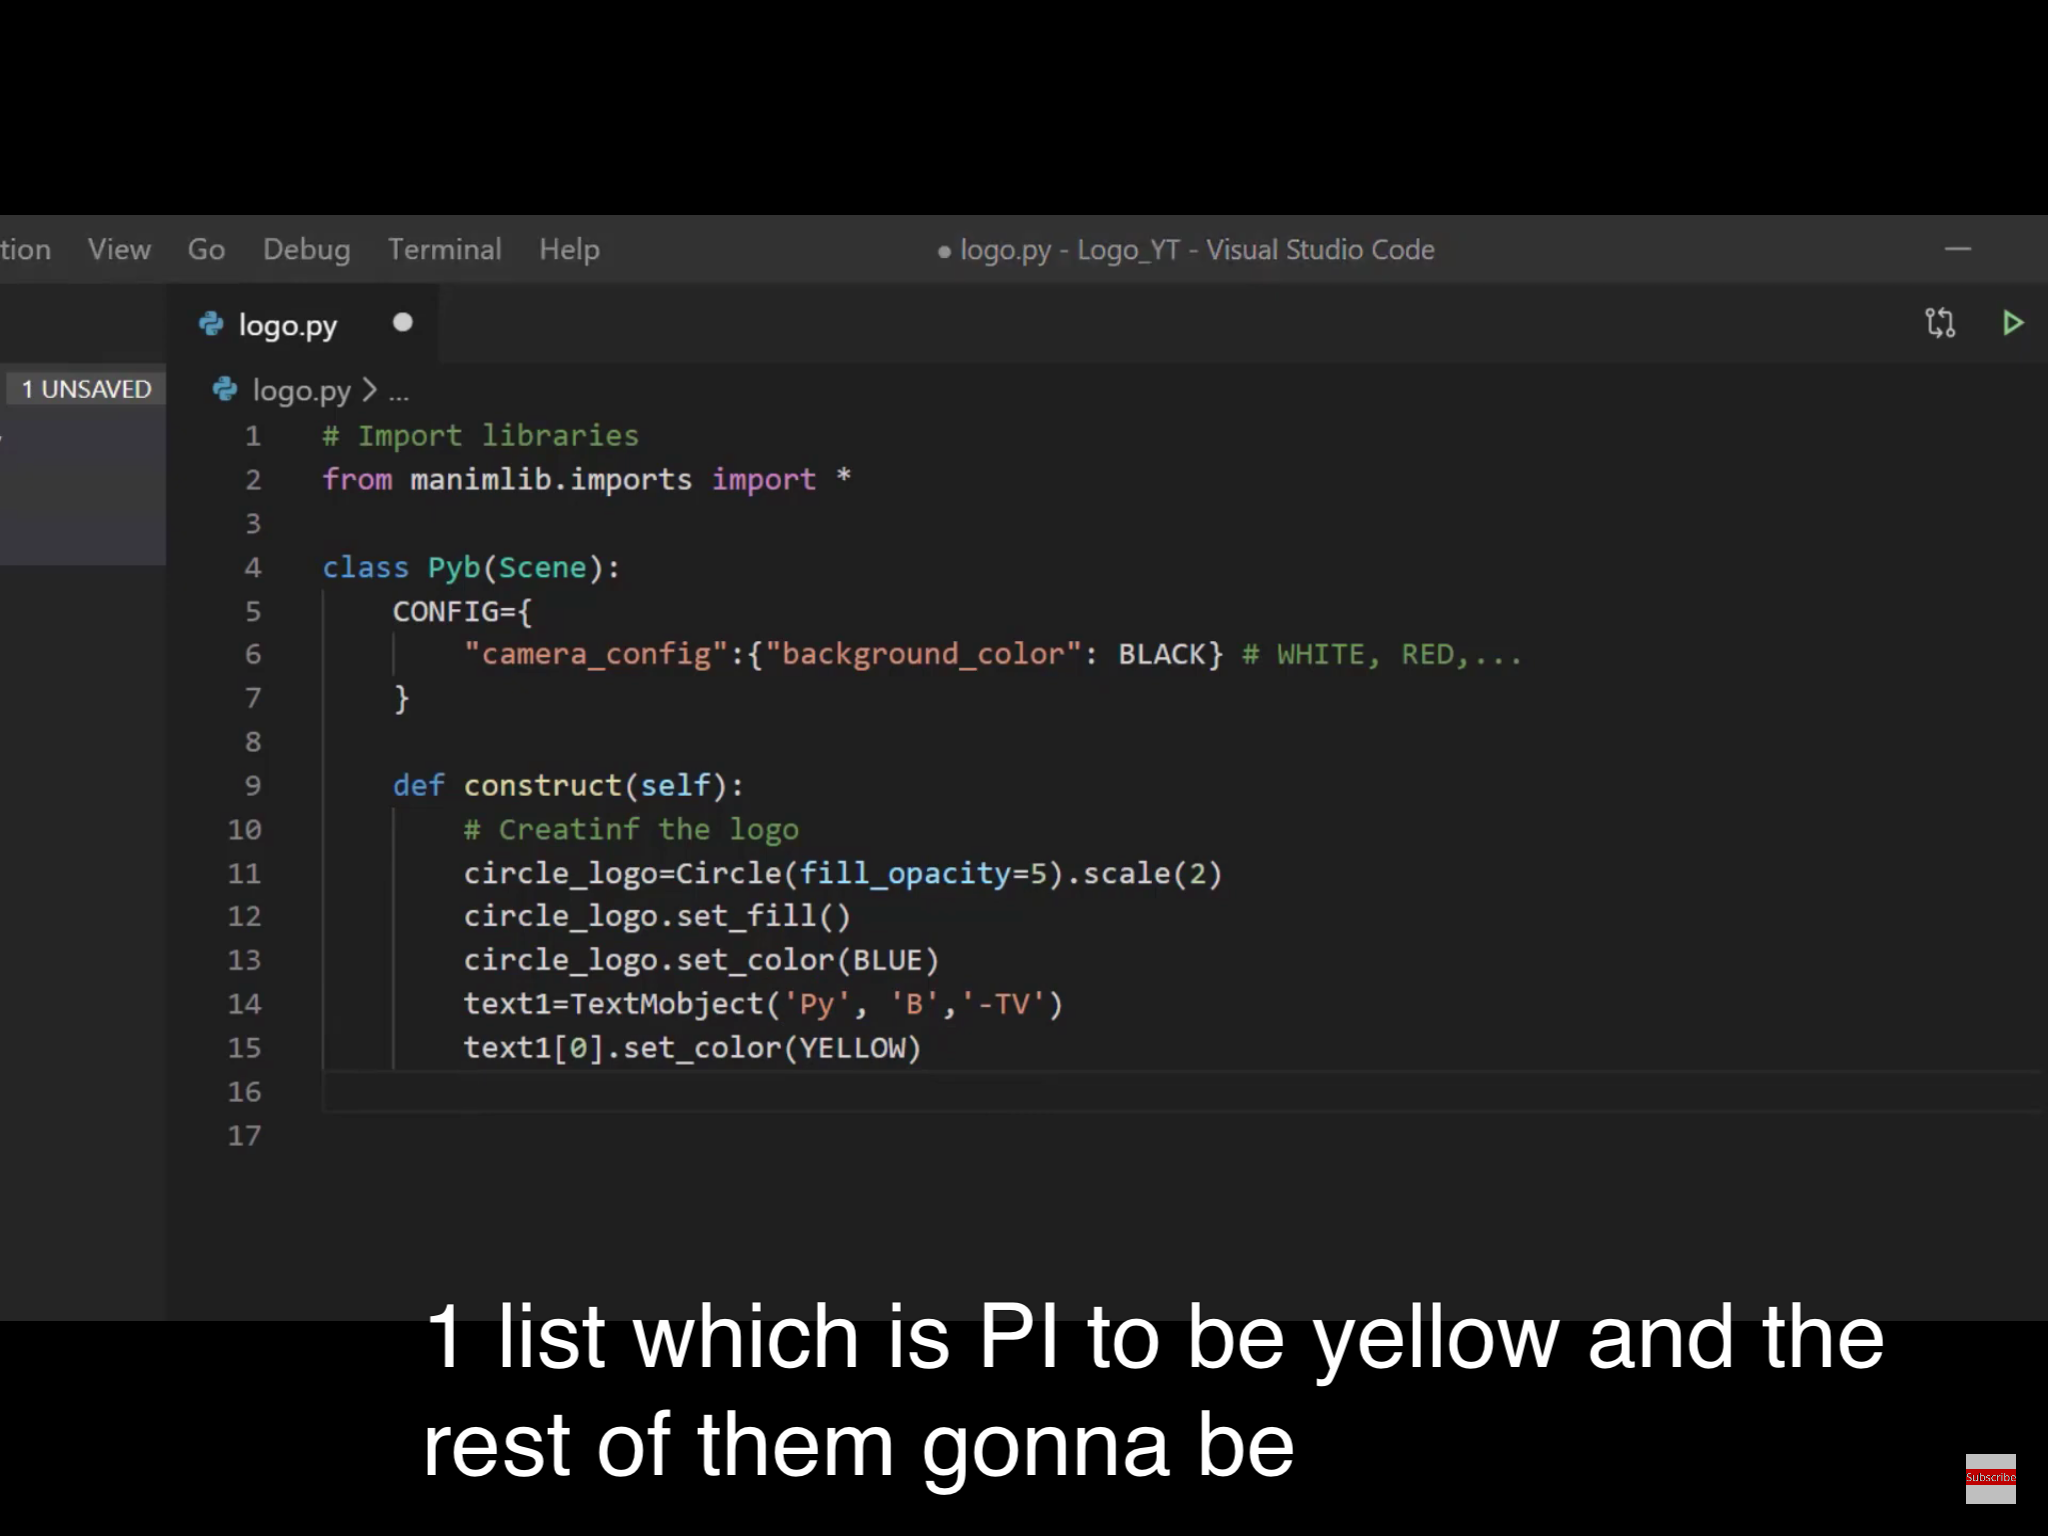 tion View Go Debug Terminal Help ● logo.py - Logo_YT - Visual Studio Code
logo.py
1 UNSAVED
logo.py > ...
1 # Import libraries
2 from manimlib.imports import *
3
4 class Pyb(Scene):
5 CONFIG={
6 "camera_config":{"background_color": BLACK} # WHITE, RED,...
7 }
8
9 def construct(self):
10 # Creatinf the logo
11 circle_logo=Circle(fill_opacity=5).scale(2)
12 circle_logo.set_fill()
13 circle_logo.set_color(BLUE)
14 text1=TextMobject('Py', 'B','-TV')
15 text1[0].set_color(YELLOW)
16
17
1 list which is PI to be yellow and the
rest of them gonna be
Subscribe